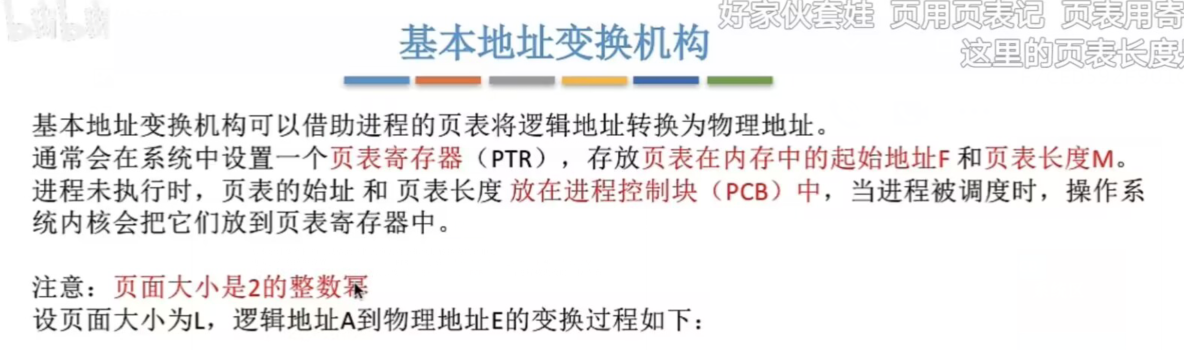 好家伙套娃 页用页表记 页表用寄
这里的页表长度是
基本地址变换机构
基本地址变换机构可以借助进程的页表将逻辑地址转换为物理地址。
通常会在系统中设置一个页表寄存器（PTR），存放页表在内存中的起始地址F 和页表长度M。
进程未执行时，页表的始址 和 页表长度 放在进程控制块（PCB）中，当进程被调度时，操作系
统内核会把它们放到页表寄存器中。
注意：页面大小是2的整数幂
设页面大小为L，逻辑地址A到物理地址E的变换过程如下：